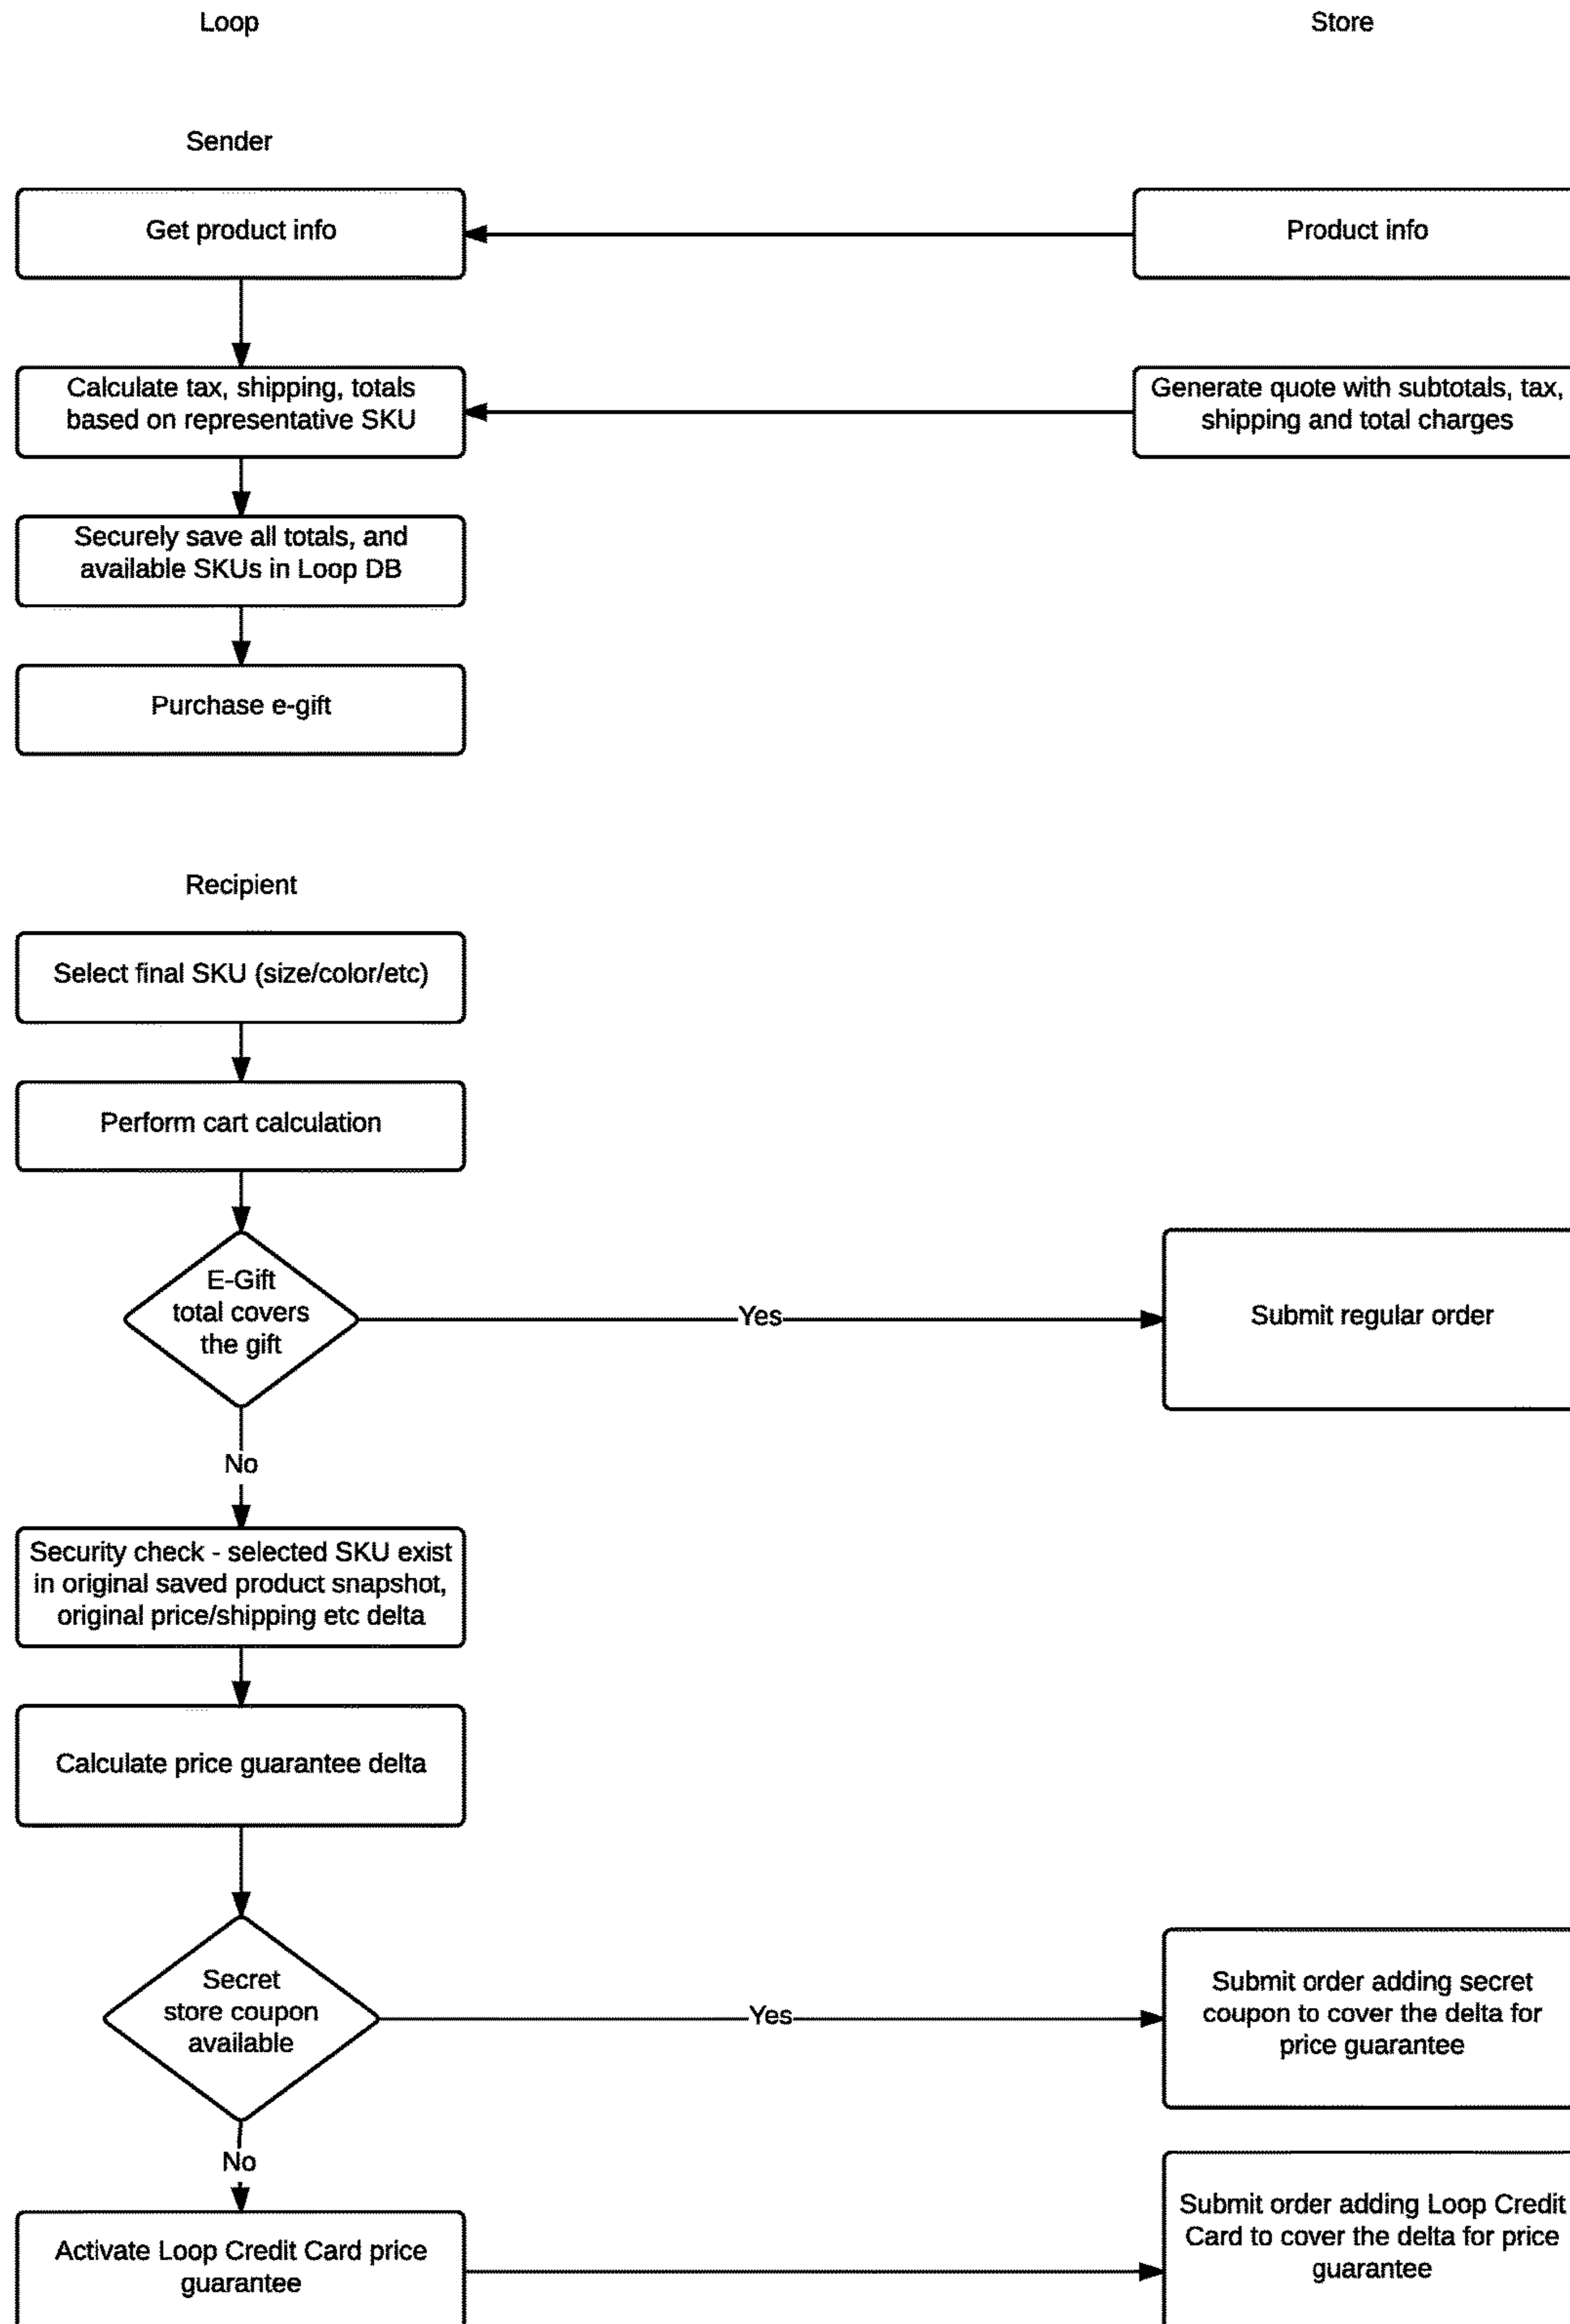 Loop
Store
Sender
Get product info
Product info
Calculate tax, shipping, totals
based on representative SKU
Generate quote with subtotals, tax,
shipping and total charges
Securely save all totals, and
available SKUs in Loop DB
Purchase e-gift
Recipient
Select final SKU (size/color/etc)
Perform cart calculation
E-Gift
total covers
the gift
Yes
Submit regular order
No
Security check - selected SKU exist
in original saved product snapshot,
original price/shipping etc delta
Calculate price guarantee delta
Secret
store coupon
available
Yes
Submit order adding secret
coupon to cover the delta for
price guarantee
No
Activate Loop Credit Card price
guarantee
Submit order adding Loop Credit
Card to cover the delta for price
guarantee